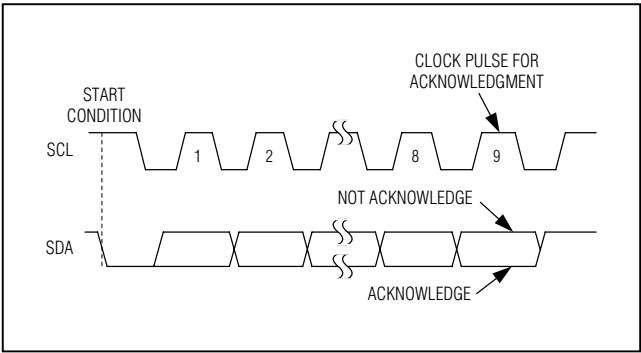 CLOCK PULSE FOR
ACKNOWLEDGMENT
START
CONDITION
SCL
1
2
8
9
NOT ACKNOWLEDGE
SDA
ACKNOWLEDGE